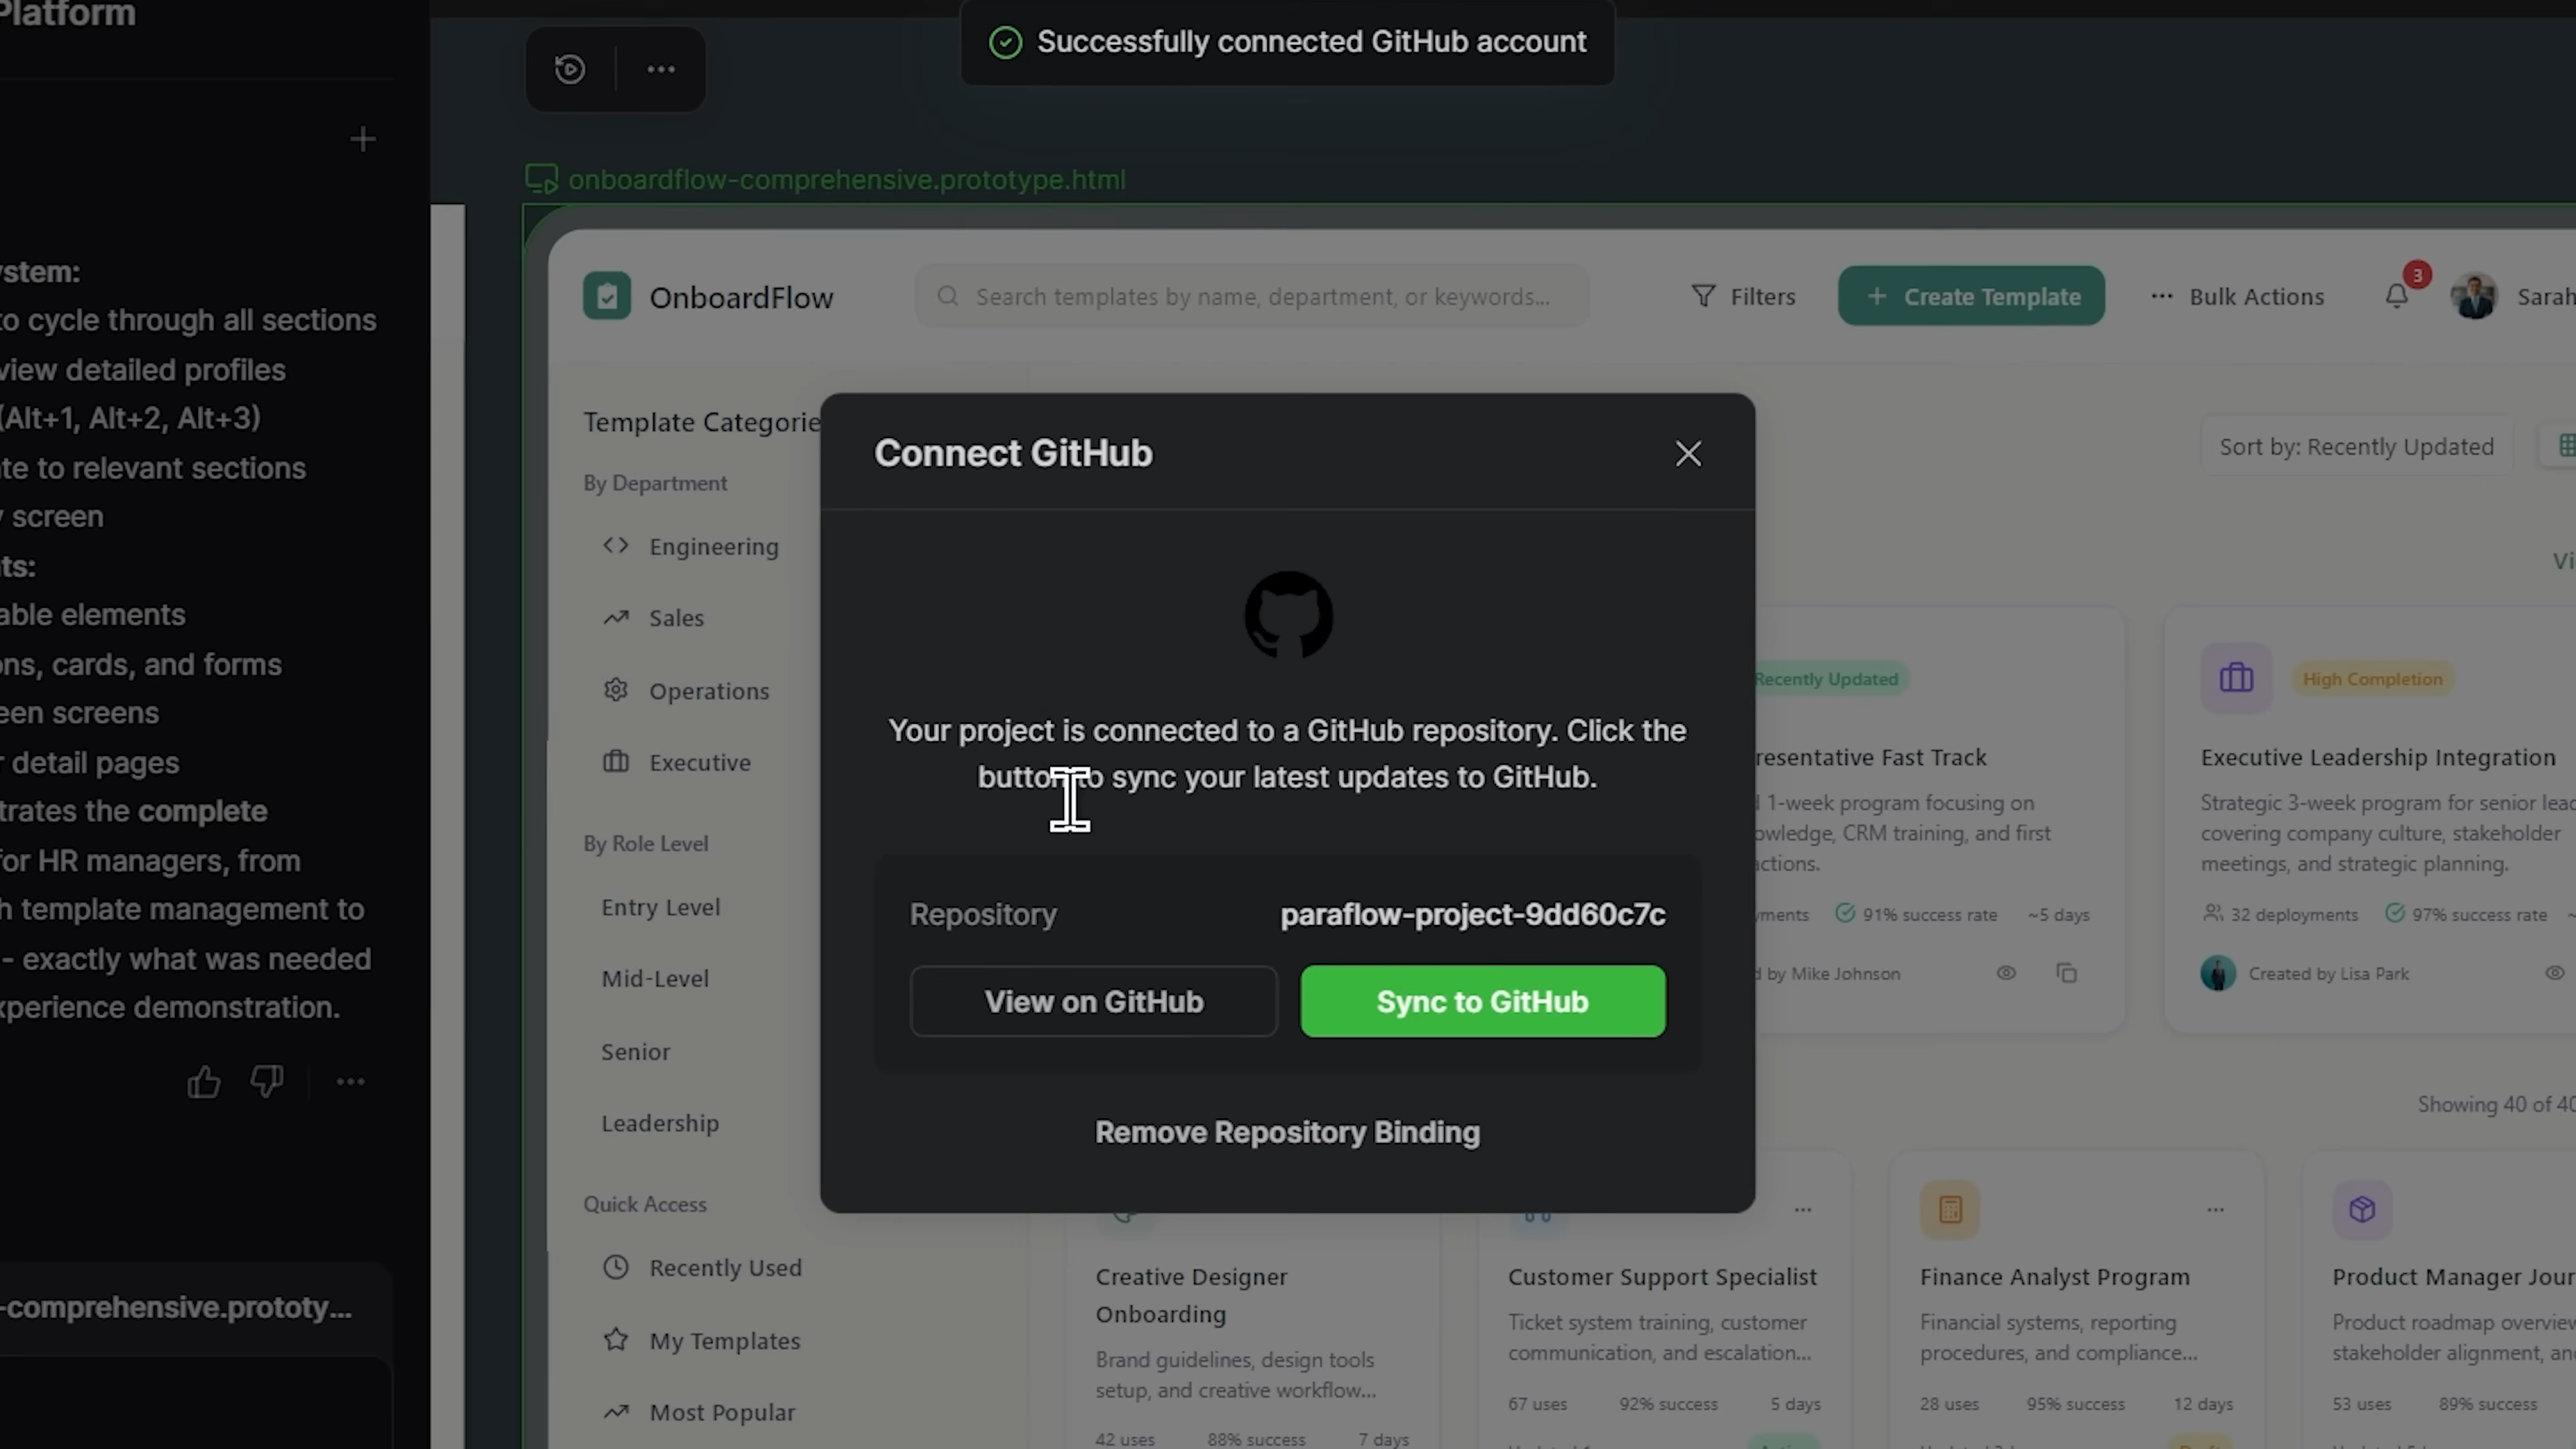 Platform
Successfully connected GitHub account
onboardflow-comprehensive.prototype.html
ystem:
to cycle through all sections
view detailed profiles
(Alt+1, Alt+2, Alt+3)
te to relevant sections
screen
ts:
able elements
ons, cards, and forms
een screens
r detail pages
trates the complete
for HR managers, from
h template management to
- exactly what was needed
xperience demonstration.
-comprehensive.prototy...
OnboardFlow
Search templates by name, department, or keywords...
Filters
+ Create Template
Bulk Actions
3
Sarah
Template Categorie
By Department
Engineering
Sales
Operations
Executive
By Role Level
Entry Level
Mid-Level
Senior
Leadership
Quick Access
Recently Used
My Templates
Most Popular
Connect GitHub
Your project is connected to a GitHub repository. Click the
button to sync your latest updates to GitHub.
Repository
paraflow-project-9dd60c7c
View on GitHub
Sync to GitHub
Remove Repository Binding
Sort by: Recently Updated
Vi
Recently Updated
resentative Fast Track
1-week program focusing on
owledge, CRM training, and first
actions.
yments
91% success rate
~5 days
d by Mike Johnson
High Completion
Executive Leadership Integration
Strategic 3-week program for senior lead
covering company culture, stakeholder
meetings, and strategic planning.
32 deployments
97% success rate
Created by Lisa Park
Showing 40 of 40
Creative Designer
Onboarding
Brand guidelines, design tools
setup, and creative workflow...
42 uses
88% success
7 days
Customer Support Specialist
Ticket system training, customer
communication, and escalation...
67 uses
92% success
5 days
Finance Analyst Program
Financial systems, reporting
procedures, and compliance...
28 uses
95% success
12 days
Product Manager Jour
Product roadmap overview
stakeholder alignment, an
53 uses
89% success